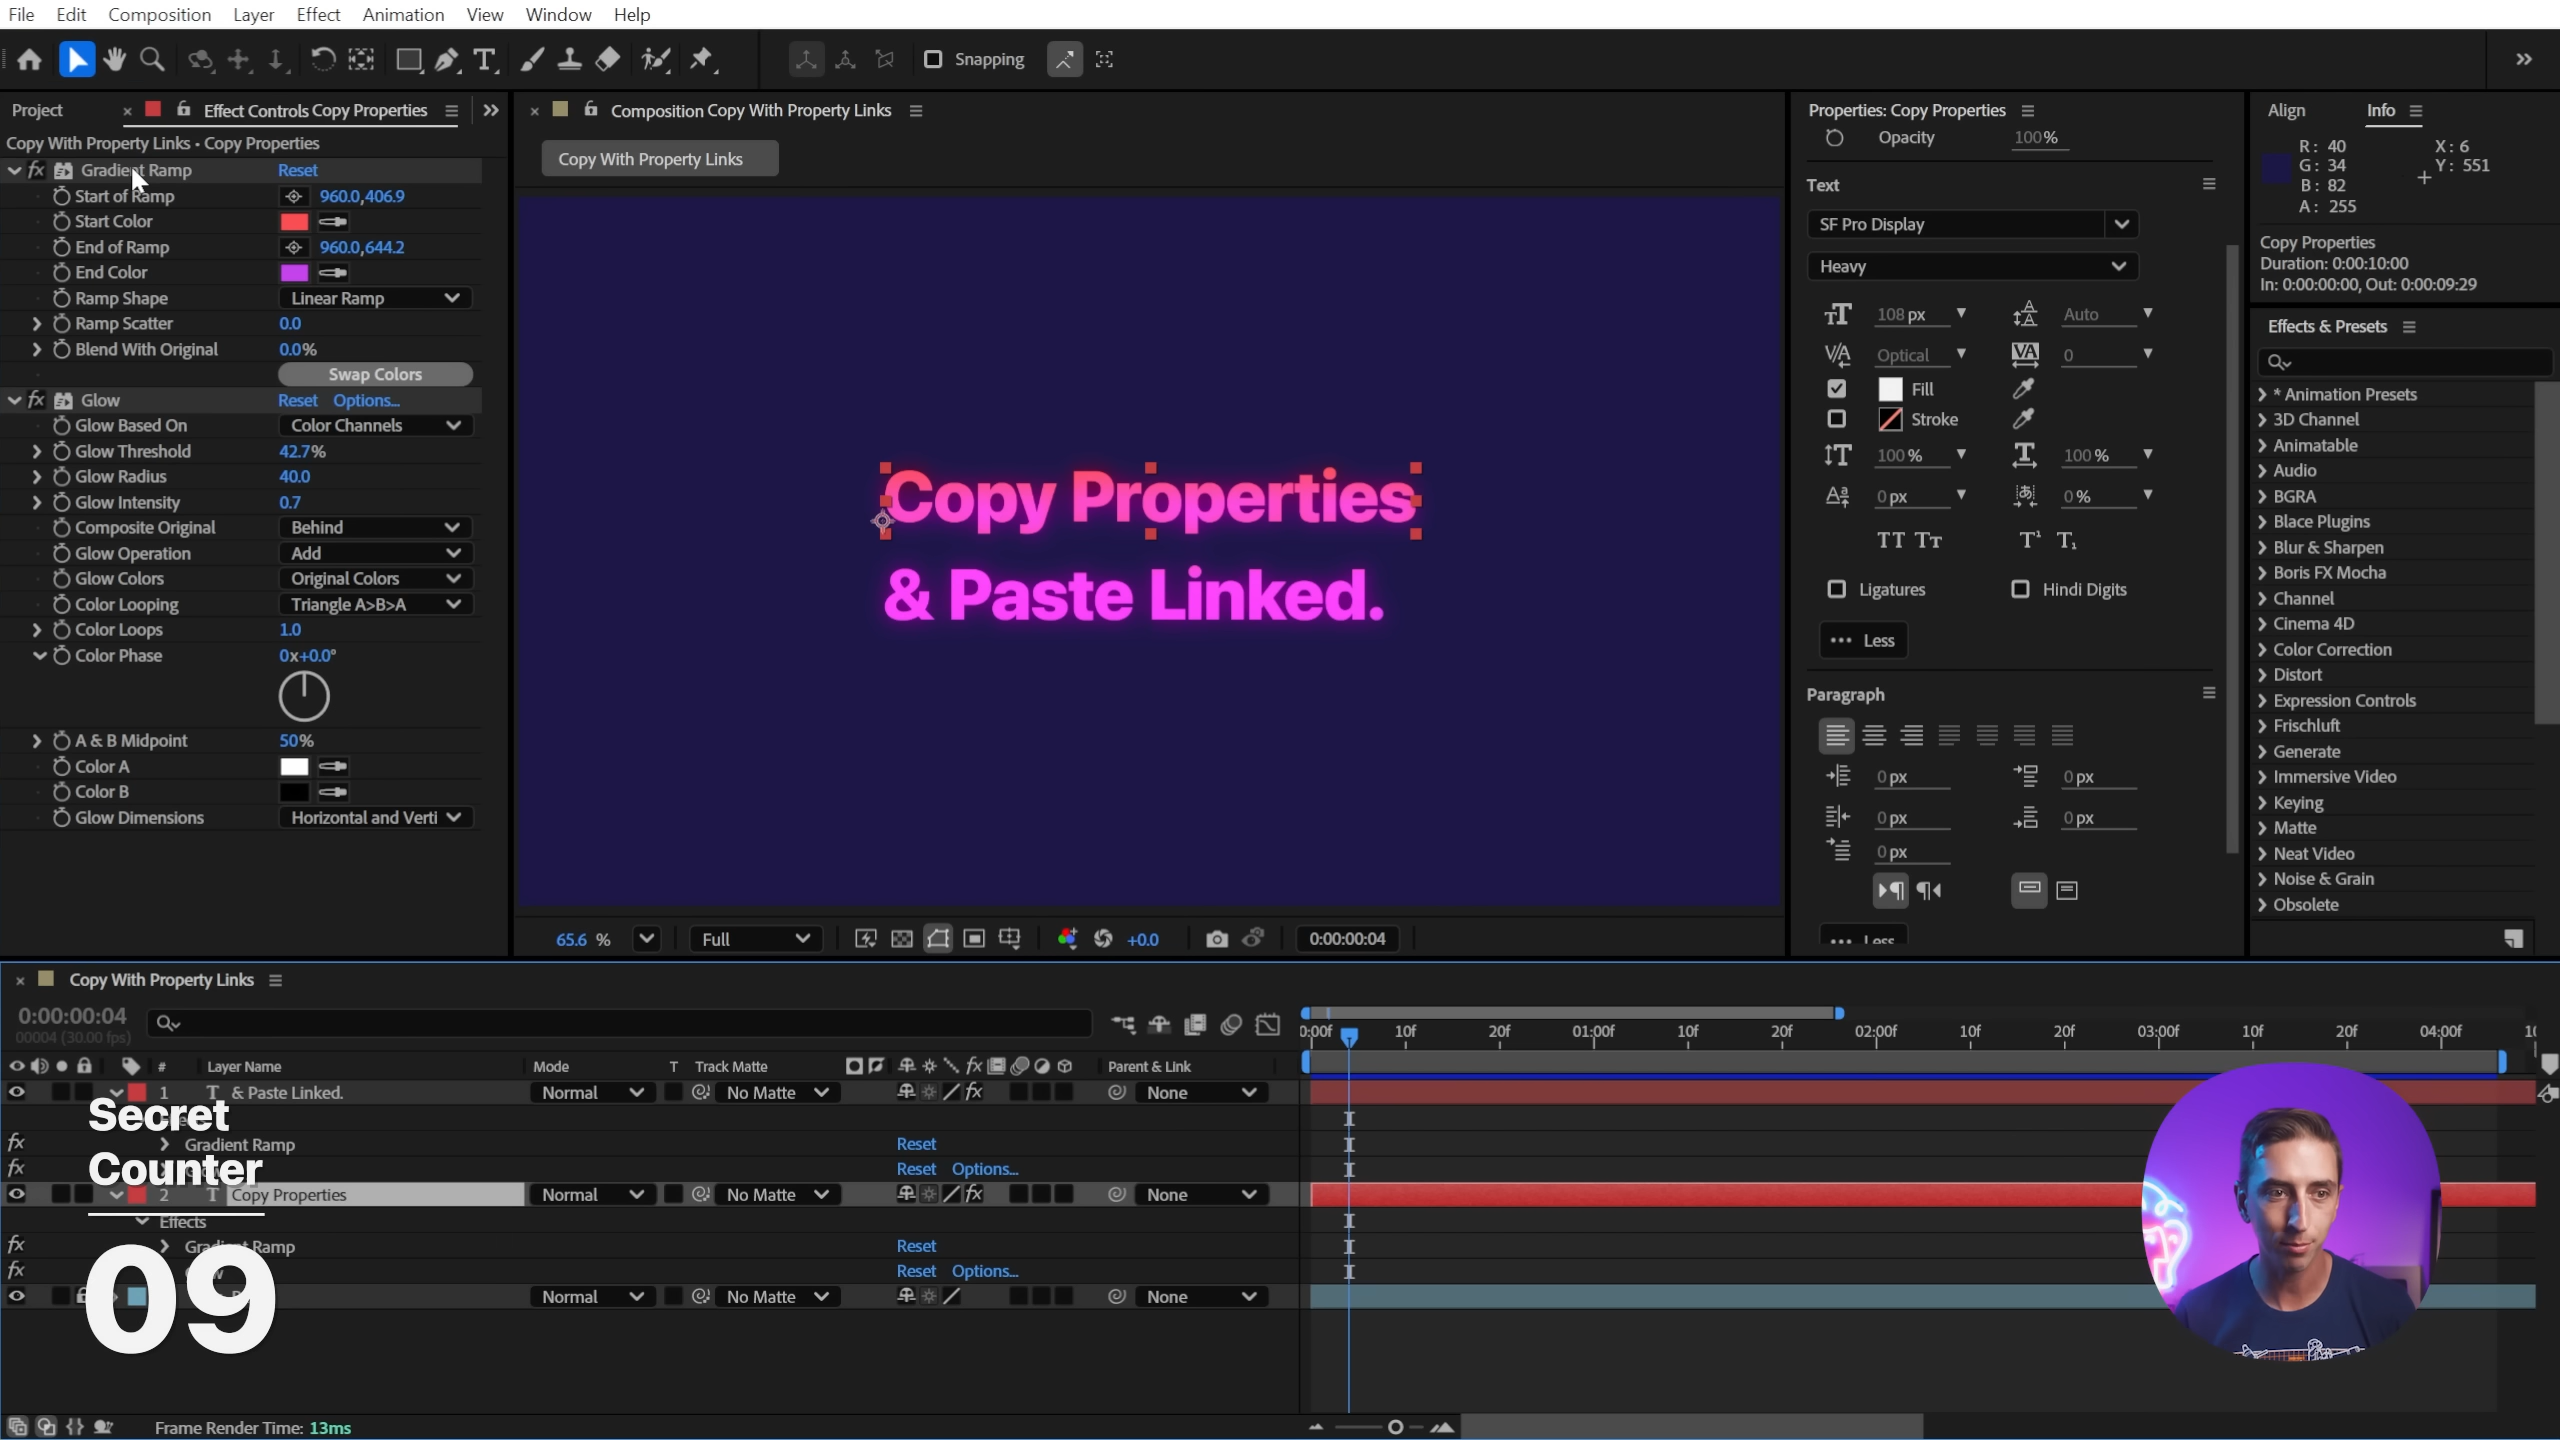 File Edit Composition Layer Effect Animation View Window Help
Snapping
Project
Effect Controls Copy Properties
Copy With Property Links • Copy Properties
Gradient Ramp Reset
Start of Ramp 960.0,406.9
Start Color
End of Ramp 960.0,644.2
End Color
Ramp Shape Linear Ramp
Ramp Scatter 0.0
Blend With Original 0.0%
Swap Colors
Glow Reset Options...
Glow Based On Color Channels
Glow Threshold 42.7%
Glow Radius 40.0
Glow Intensity 0.7
Composite Original Behind
Glow Operation Add
Glow Colors Original Colors
Color Looping Triangle A>B>A
Color Loops 1.0
Color Phase 0x+0.0°
A & B Midpoint 50%
Color A
Color B
Glow Dimensions Horizontal and Verti
Composition Copy With Property Links
Copy With Property Links
Copy Properties
& Paste Linked.
65.6 % Full +0.0 0:00:00:04
Properties: Copy Properties
Opacity 100%
Text
SF Pro Display
Heavy
108 px Auto
Optical 0
Fill
Stroke
100 % 100 %
0 px 0 %
Ligatures Hindi Digits
Less
Paragraph
0 px 0 px
0 px 0 px
0 px
Less
Align Info
R: 40 X: 6
G: 34 Y: 551
B: 82
A: 255
Copy Properties
Duration: 0:00:10:00
In: 0:00:00:00, Out: 0:00:09:29
Effects & Presets
* Animation Presets
3D Channel
Animatable
Audio
BGRA
Blace Plugins
Blur & Sharpen
Boris FX Mocha
Channel
Cinema 4D
Color Correction
Distort
Expression Controls
Frischluft
Generate
Immersive Video
Keying
Matte
Neat Video
Noise & Grain
Obsolete
Copy With Property Links
0:00:00:04
00004 (30.00 fps)
0:00f 10f 20f 01:00f 10f 20f 02:00f 10f 20f 03:00f 10f 20f 04:00f
# Layer Name Mode T Track Matte Parent & Link
1 T & Paste Linked. Normal No Matte None
Gradient Ramp Reset
Reset Options...
2 T Copy Properties Normal No Matte None
Effects
Gradient Ramp Reset
Reset Options...
Normal No Matte None
Secret
Counter
09
Frame Render Time: 13ms